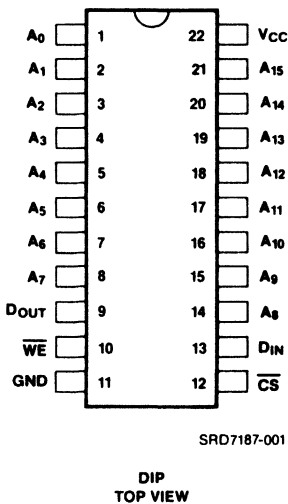 A0 1 22 VCC
A1 2 21 A15
A2 3 20 A14
A3 4 19 A13
A4 5 18 A12
A5 6 17 A11
A6 7 16 A10
A7 8 15 A9
DOUT 9 14 A8
W̅E̅ 10 13 DIN
GND 11 12 C̅S̅
SRD7187-001
DIP
TOP VIEW